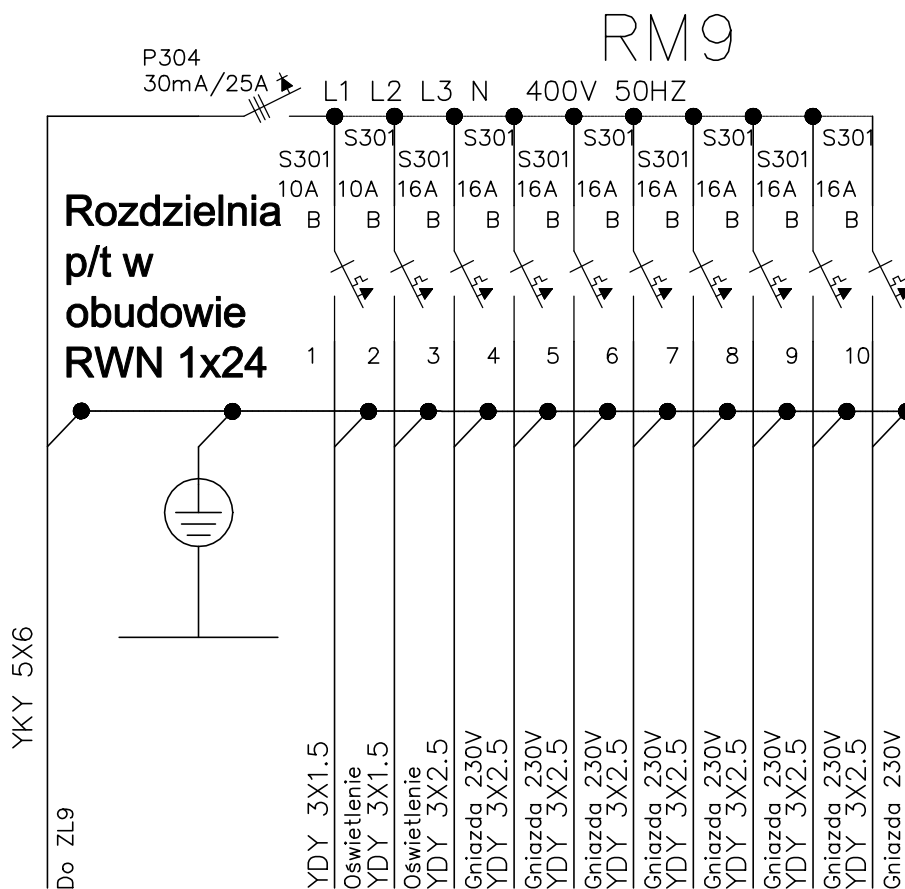 RM9
P304
30mA/25A
L1 L2 L3 N 400V 50HZ
S301 S301 S301 S301 S301
S301 S301 S301 S301 S301
10A 10A 16A 16A 16A 16A 16A 16A 16A 16A
B B B B B B B B B B
Rozdzielnia
p/t w
obudowie
RWN 1x24
1 2 3 4 5 6 7 8 9 10
YKY 5X6
Do ZL9
YDY 3X1.5
Oświetlenie
YDY 3X1.5
Oświetlenie
YDY 3X2.5
Gniazda 230V
YDY 3X2.5
Gniazda 230V
YDY 3X2.5
Gniazda 230V
YDY 3X2.5
Gniazda 230V
YDY 3X2.5
Gniazda 230V
YDY 3X2.5
Gniazda 230V
YDY 3X2.5
Gniazda 230V
YDY 3X2.5
Gniazda 230V